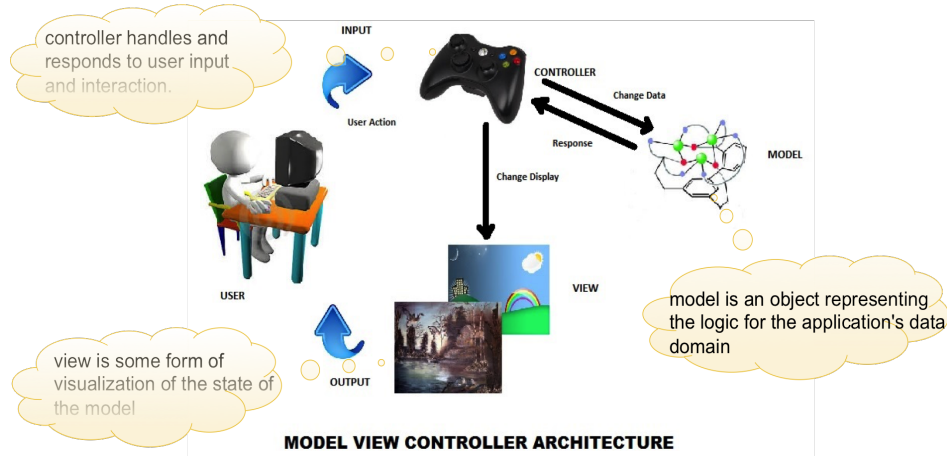 controller handles and
responds to user input
and interaction.
INPUT
User Action
CONTROLLER
Change Data
Response
MODEL
Change Display
USER
VIEW
model is an object representing
the logic for the application's data
domain
view is some form of
visualization of the state of
the model
OUTPUT
MODEL VIEW CONTROLLER ARCHITECTURE